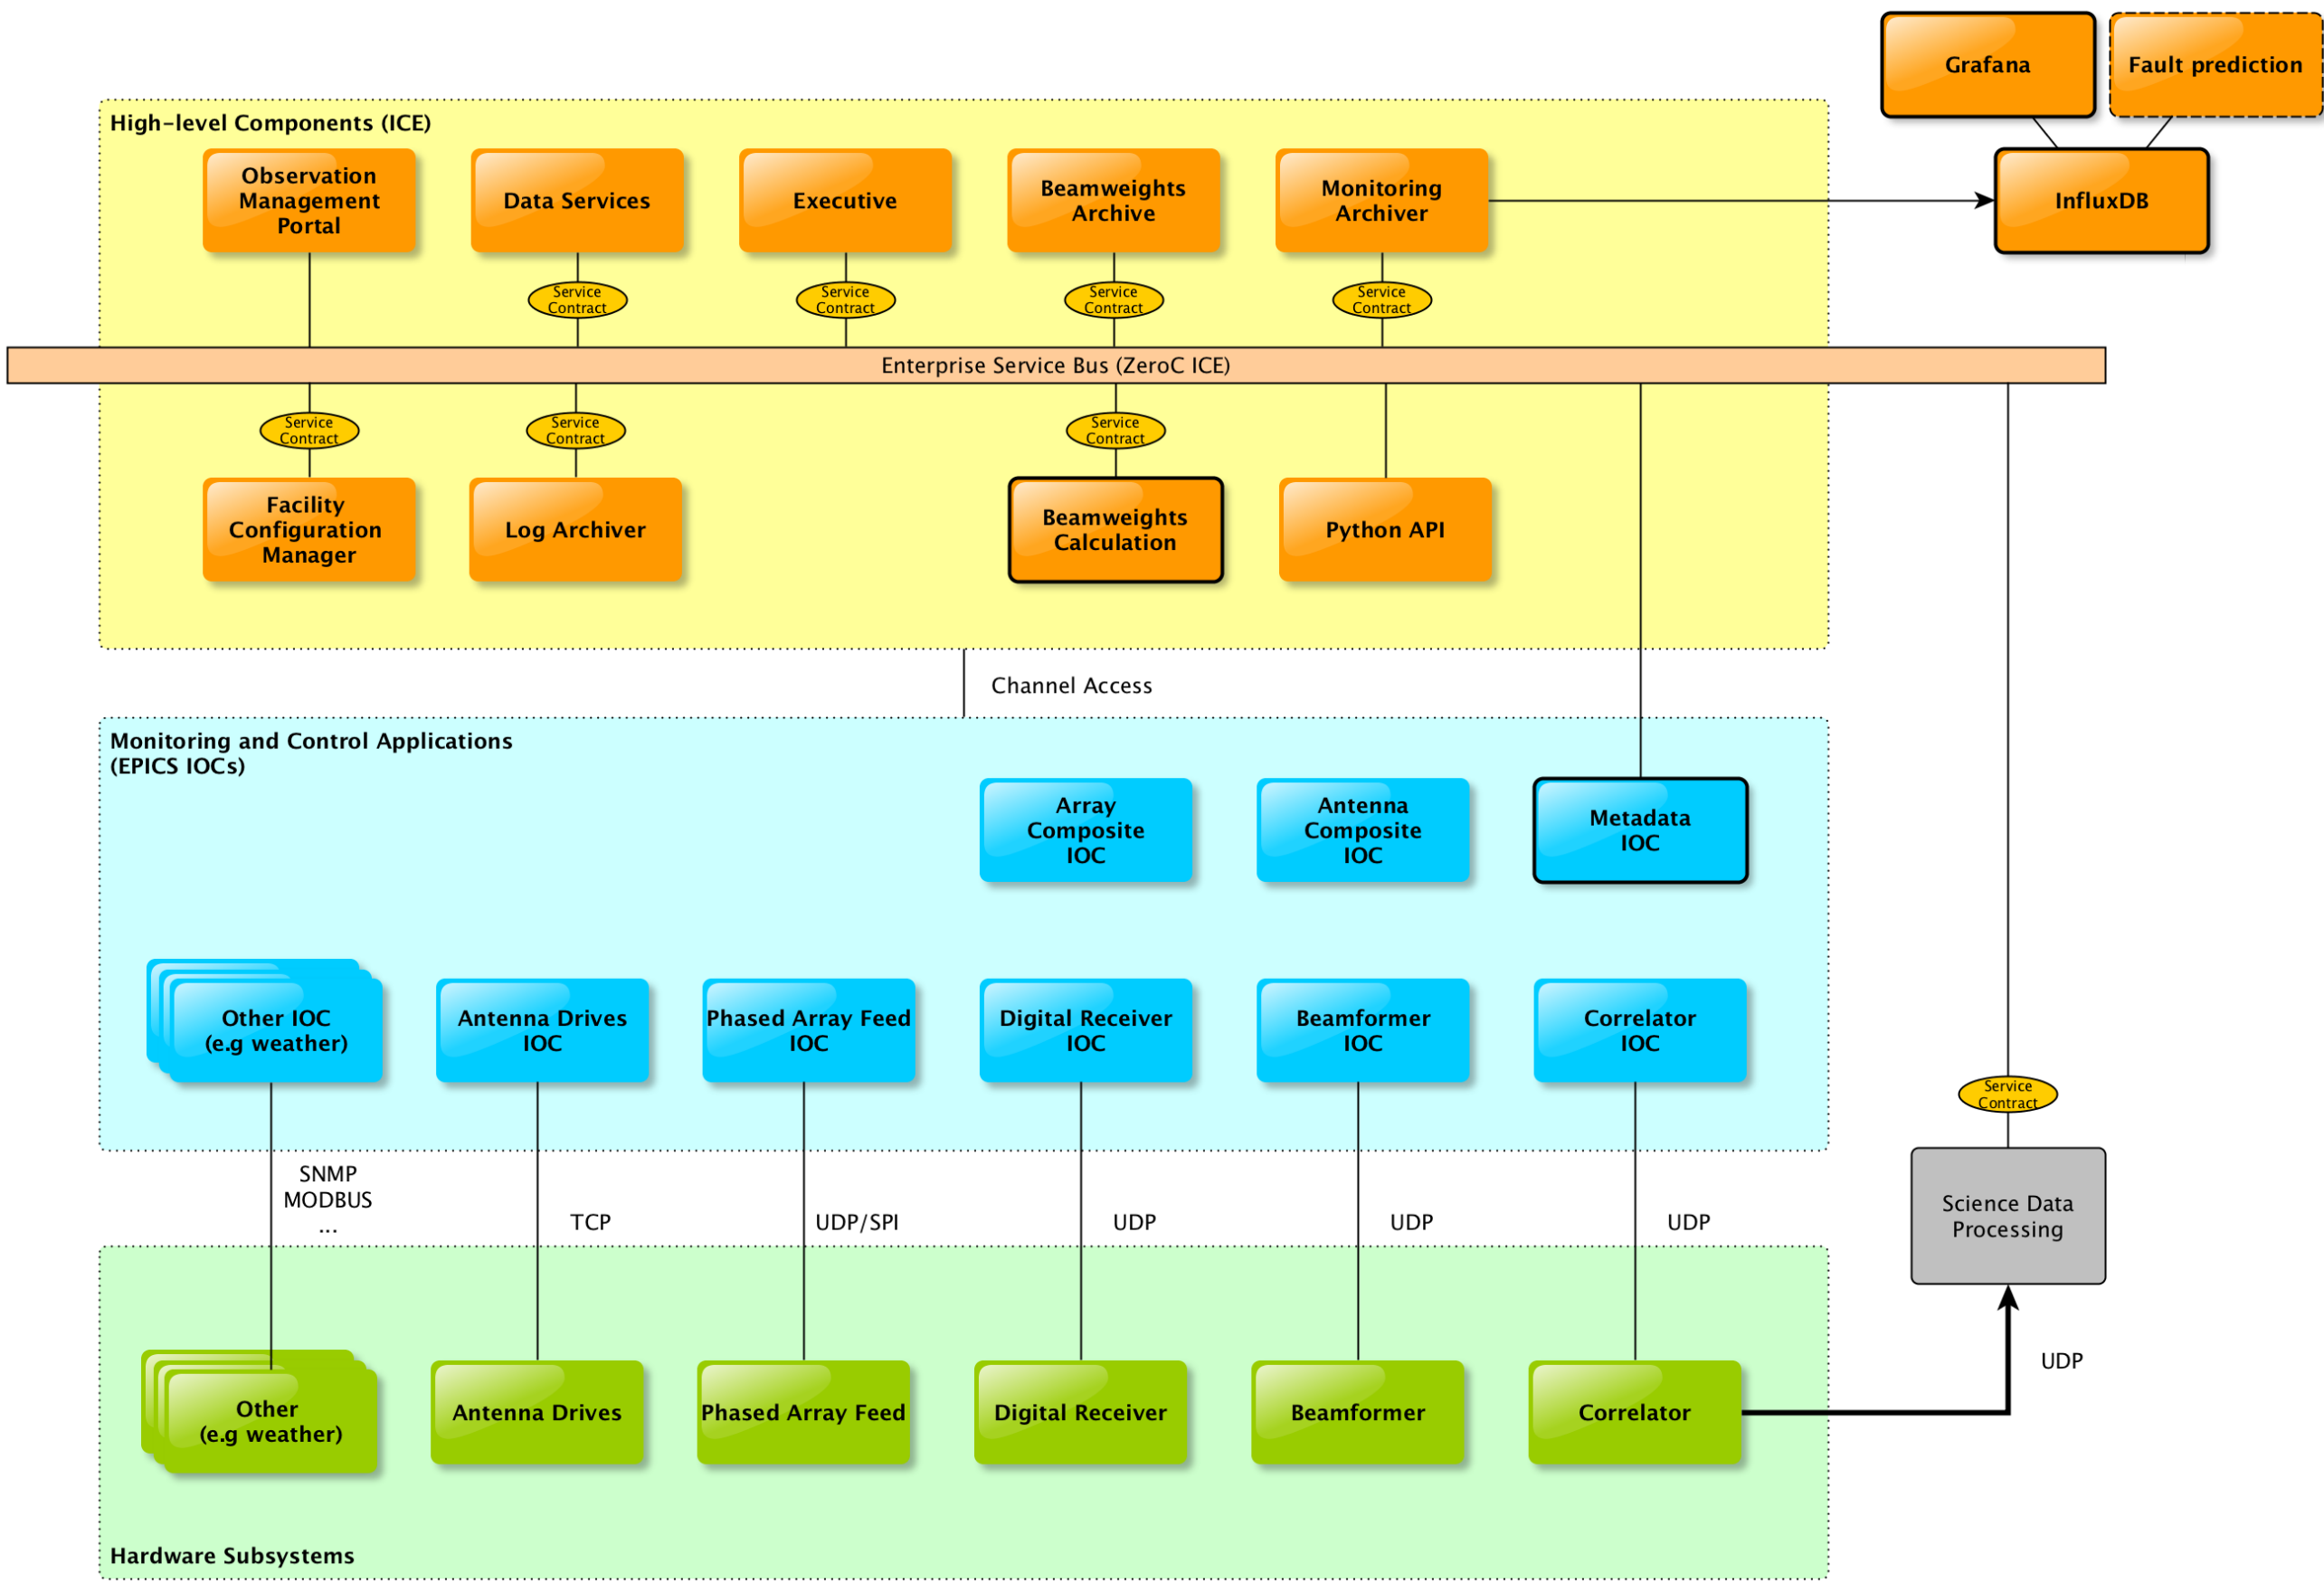 Grafana
Fault prediction
High-level Components (ICE)
Observation
Management
Portal
Data Services
Executive
Beamweights
Archive
Monitoring
Archiver
InfluxDB
Service
Contract
Service
Contract
Service
Contract
Service
Contract
Enterprise Service Bus (ZeroC ICE)
Service
Contract
Service
Contract
Service
Contract
Facility
Configuration
Manager
Log Archiver
Beamweights
Calculation
Python API
Channel Access
Monitoring and Control Applications
(EPICS IOCs)
Array
Composite
IOC
Antenna
Composite
IOC
Metadata
IOC
Other IOC
(e.g weather)
Antenna Drives
IOC
Phased Array Feed
IOC
Digital Receiver
IOC
Beamformer
IOC
Correlator
IOC
Service
Contract
SNMP
MODBUS
...
TCP
UDP/SPI
UDP
UDP
UDP
Science Data
Processing
UDP
Other
(e.g weather)
Antenna Drives
Phased Array Feed
Digital Receiver
Beamformer
Correlator
Hardware Subsystems